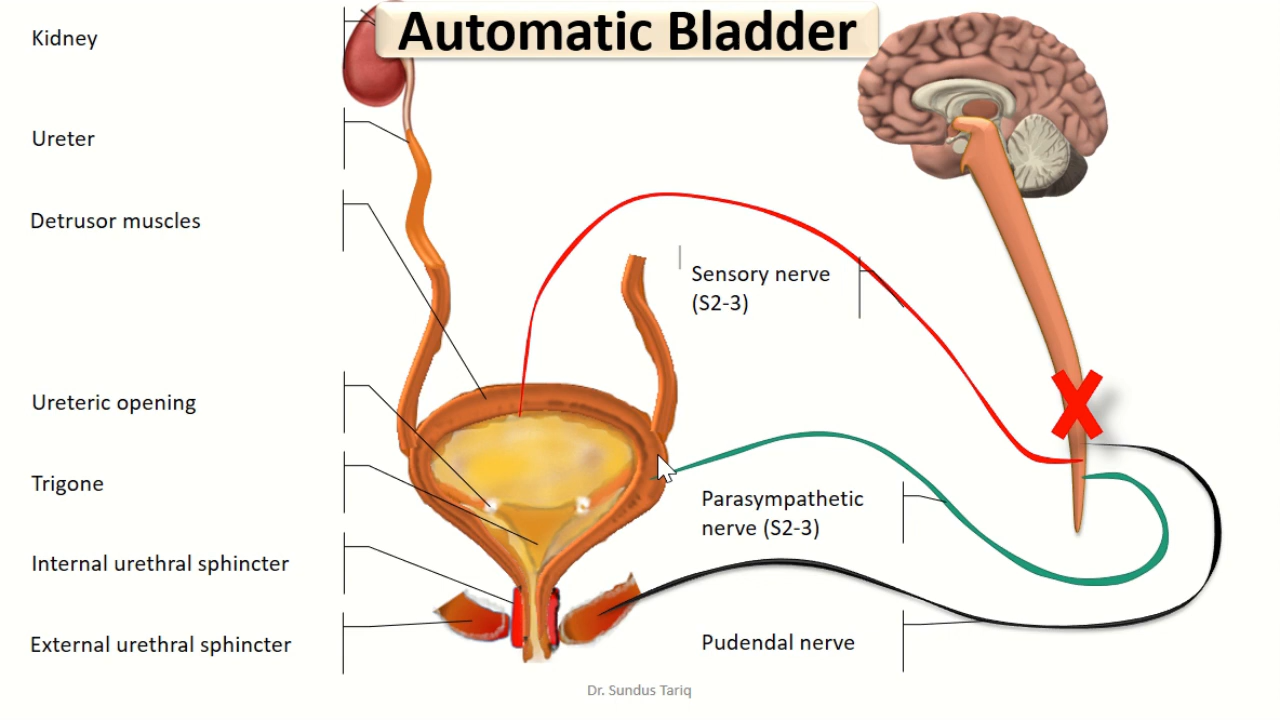 Automatic Bladder
Kidney
Ureter
Detrusor muscles
Ureteric opening
Trigone
Internal urethral sphincter
External urethral sphincter
Sensory nerve
(S2-3)
Parasympathetic
nerve (S2-3)
Pudendal nerve
Dr. Sundus Tariq